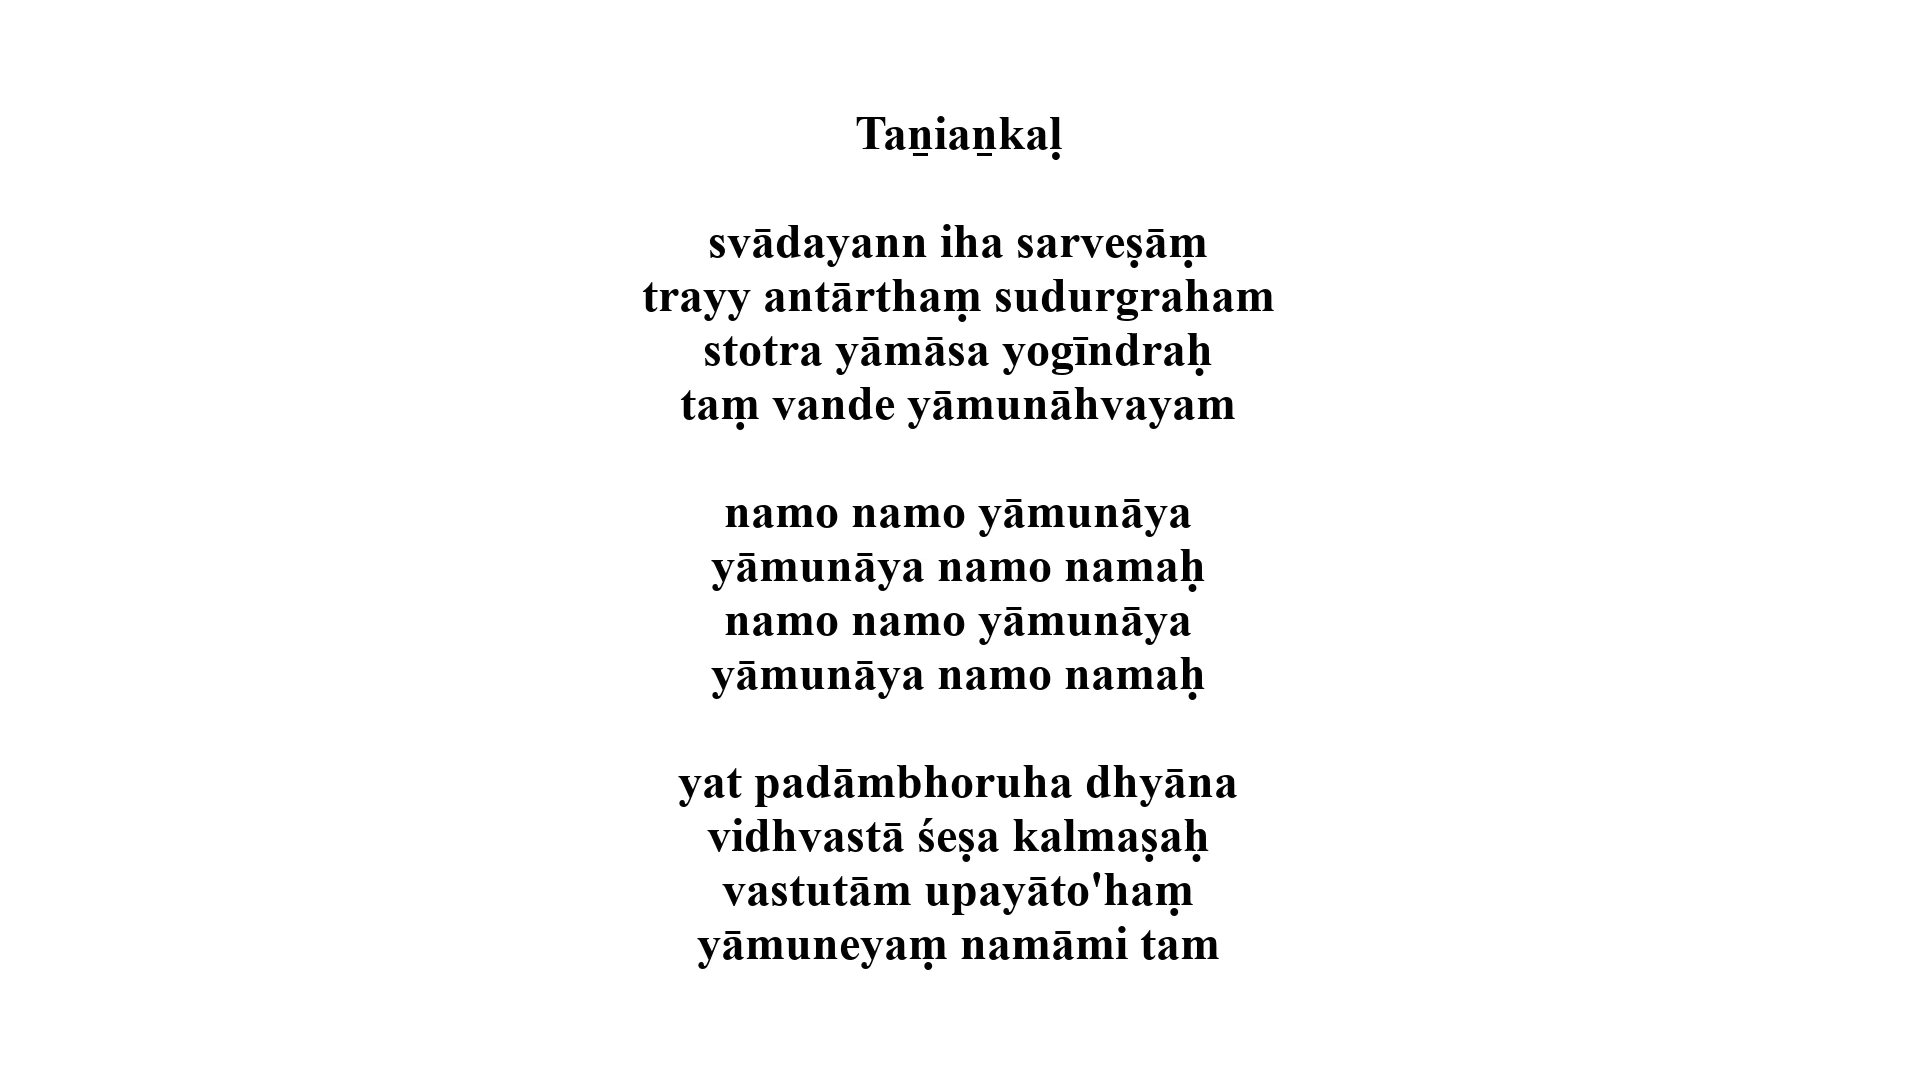 Taṉiaṉkaḷ
svādayann iha sarveṣāṃ
trayy antārthaṃ sudurgraham
stotra yāmāsa yogīndraḥ
taṃ vande yāmunāhvayam
namo namo yāmunāya
yāmunāya namo namaḥ
namo namo yāmunāya
yāmunāya namo namaḥ
yat padāmbhoruha dhyāna
vidhvastā śeṣa kalmaṣaḥ
vastutām upayāto'haṃ
yāmuneyaṃ namāmi tam